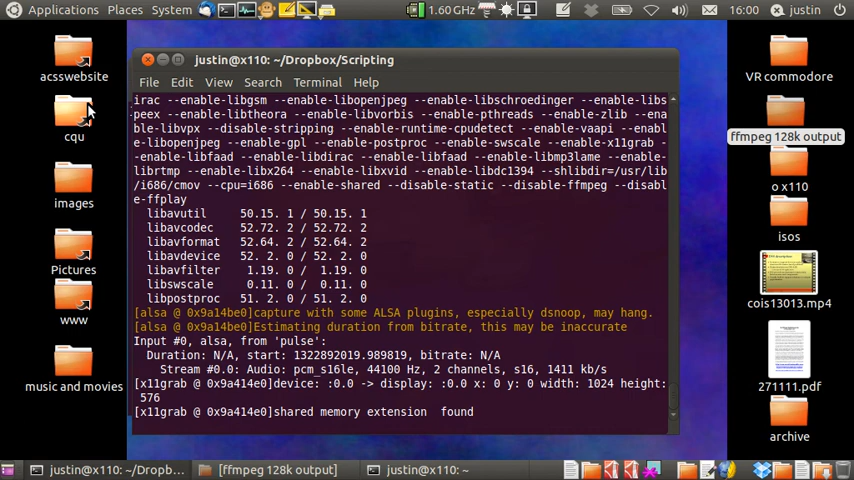 Applications Places System
1.60 GHz
16:00
justin
justin@x110: ~/Dropbox/Scripting
File Edit View Search Terminal Help
irac --enable-libgsm --enable-libopenjpeg --enable-libschroedinger --enable-libs
peex --enable-libtheora --enable-libvorbis --enable-pthreads --enable-zlib --enab
le-libvpx --disable-stripping --enable-runtime-cpudetect --enable-vaapi --enabl
e-libopenjpeg --enable-gpl --enable-postproc --enable-swscale --enable-x11grab -
-enable-libfaad --enable-libdirac --enable-libfaad --enable-libmp3lame --enable-
librtmp --enable-libx264 --enable-libxvid --enable-libdc1394 --shlibdir=/usr/lib
/i686/cmov --cpu=i686 --enable-shared --disable-static --disable-ffmpeg --disabl
e-ffplay
libavutil 50.15. 1 / 50.15. 1
libavcodec 52.72. 2 / 52.72. 2
libavformat 52.64. 2 / 52.64. 2
libavdevice 52. 2. 0 / 52. 2. 0
libavfilter 1.19. 0 / 1.19. 0
libswscale 0.11. 0 / 0.11. 0
libpostproc 51. 2. 0 / 51. 2. 0
[alsa @ 0x9a14be0]capture with some ALSA plugins, especially dsnoop, may hang.
[alsa @ 0x9a14be0]Estimating duration from bitrate, this may be inaccurate
Input #0, alsa, from 'pulse':
Duration: N/A, start: 1322892019.989819, bitrate: N/A
Stream #0.0: Audio: pcm_s16le, 44100 Hz, 2 channels, s16, 1411 kb/s
[x11grab @ 0x9a414e0]device: :0.0 -> display: :0.0 x: 0 y: 0 width: 1024 height:
576
[x11grab @ 0x9a414e0]shared memory extension found
acsswebsite
cqu
images
Pictures
www
music and movies
VR commodore
ffmpeg 128k output
o x110
isos
cois13013.mp4
271111.pdf
archive
justin@x110: ~/Dropb...
[ffmpeg 128k output]
justin@x110: ~